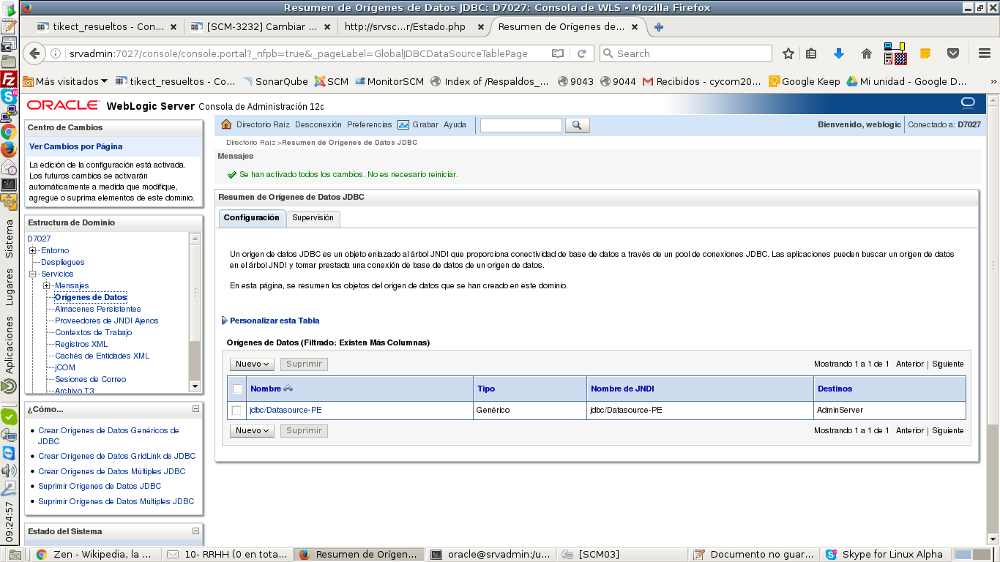 Resumen de Orígenes de Datos JDBC: D7027: Consola de WLS - Mozilla Firefox
tikect_resueltos - Con...
[SCM-3232] Cambiar ...
http://srvsc...r/Estado.php
Resumen de Orígenes de...
srvadmin:7027/console/console.portal?_nfpb=true&_pageLabel=GlobalJDBCDataSourceTablePage
Search
Más visitados
tikect_resueltos - Co...
SonarQube
SCM
MonitorSCM
Index of /Respaldos_...
9043
9044
Recibidos - cycom20...
Google Keep
Mi unidad - Google D...
ORACLE WebLogic Server Consola de Administración 12c
Centro de Cambios
Ver Cambios por Página
La edición de la configuración está activada.
Los futuros cambios se activarán
automáticamente a medida que modifique,
agregue o suprima elementos de este dominio.
Estructura de Dominio
D7027
Entorno
Despliegues
Servicios
Mensajes
Orígenes de Datos
Almacenes Persistentes
Proveedores de JNDI Ajenos
Contextos de Trabajo
Registros XML
Cachés de Entidades XML
jCOM
Sesiones de Correo
Archivo T3
¿Cómo...
Crear Orígenes de Datos Genéricos de
JDBC
Crear Orígenes de Datos GridLink de JDBC
Crear Orígenes de Datos Múltiples JDBC
Suprimir Orígenes de Datos JDBC
Suprimir Orígenes de Datos Múltiples JDBC
Estado del Sistema
Directorio Raíz Desconexión Preferencias Grabar Ayuda
Bienvenido, weblogic
Conectado a: D7027
Directorio Raíz >Resumen de Orígenes de Datos JDBC
Mensajes
Se han activado todos los cambios. No es necesario reiniciar.
Resumen de Orígenes de Datos JDBC
Configuración
Supervisión
Un origen de datos JDBC es un objeto enlazado al árbol JNDI que proporciona conectividad de base de datos a través de un pool de conexiones JDBC. Las aplicaciones pueden buscar un origen de datos
en el árbol JNDI y tomar prestada una conexión de base de datos de un origen de datos.
En esta página, se resumen los objetos del origen de datos que se han creado en este dominio.
Personalizar esta Tabla
Orígenes de Datos (Filtrado: Existen Más Columnas)
Nuevo
Suprimir
Mostrando 1 a 1 de 1 Anterior | Siguiente
Nombre
Tipo
Nombre de JNDI
Destinos
jdbc/Datasource-PE
Genérico
jdbc/Datasource-PE
AdminServer
Nuevo
Suprimir
Mostrando 1 a 1 de 1 Anterior | Siguiente
Sistema
Lugares
Aplicaciones
09:24:57
Zen - Wikipedia, la ...
10- RRHH (0 en tota...
Resumen de Orígen...
oracle@srvadmin:/u...
[SCM03]
Documento no guar...
Skype for Linux Alpha